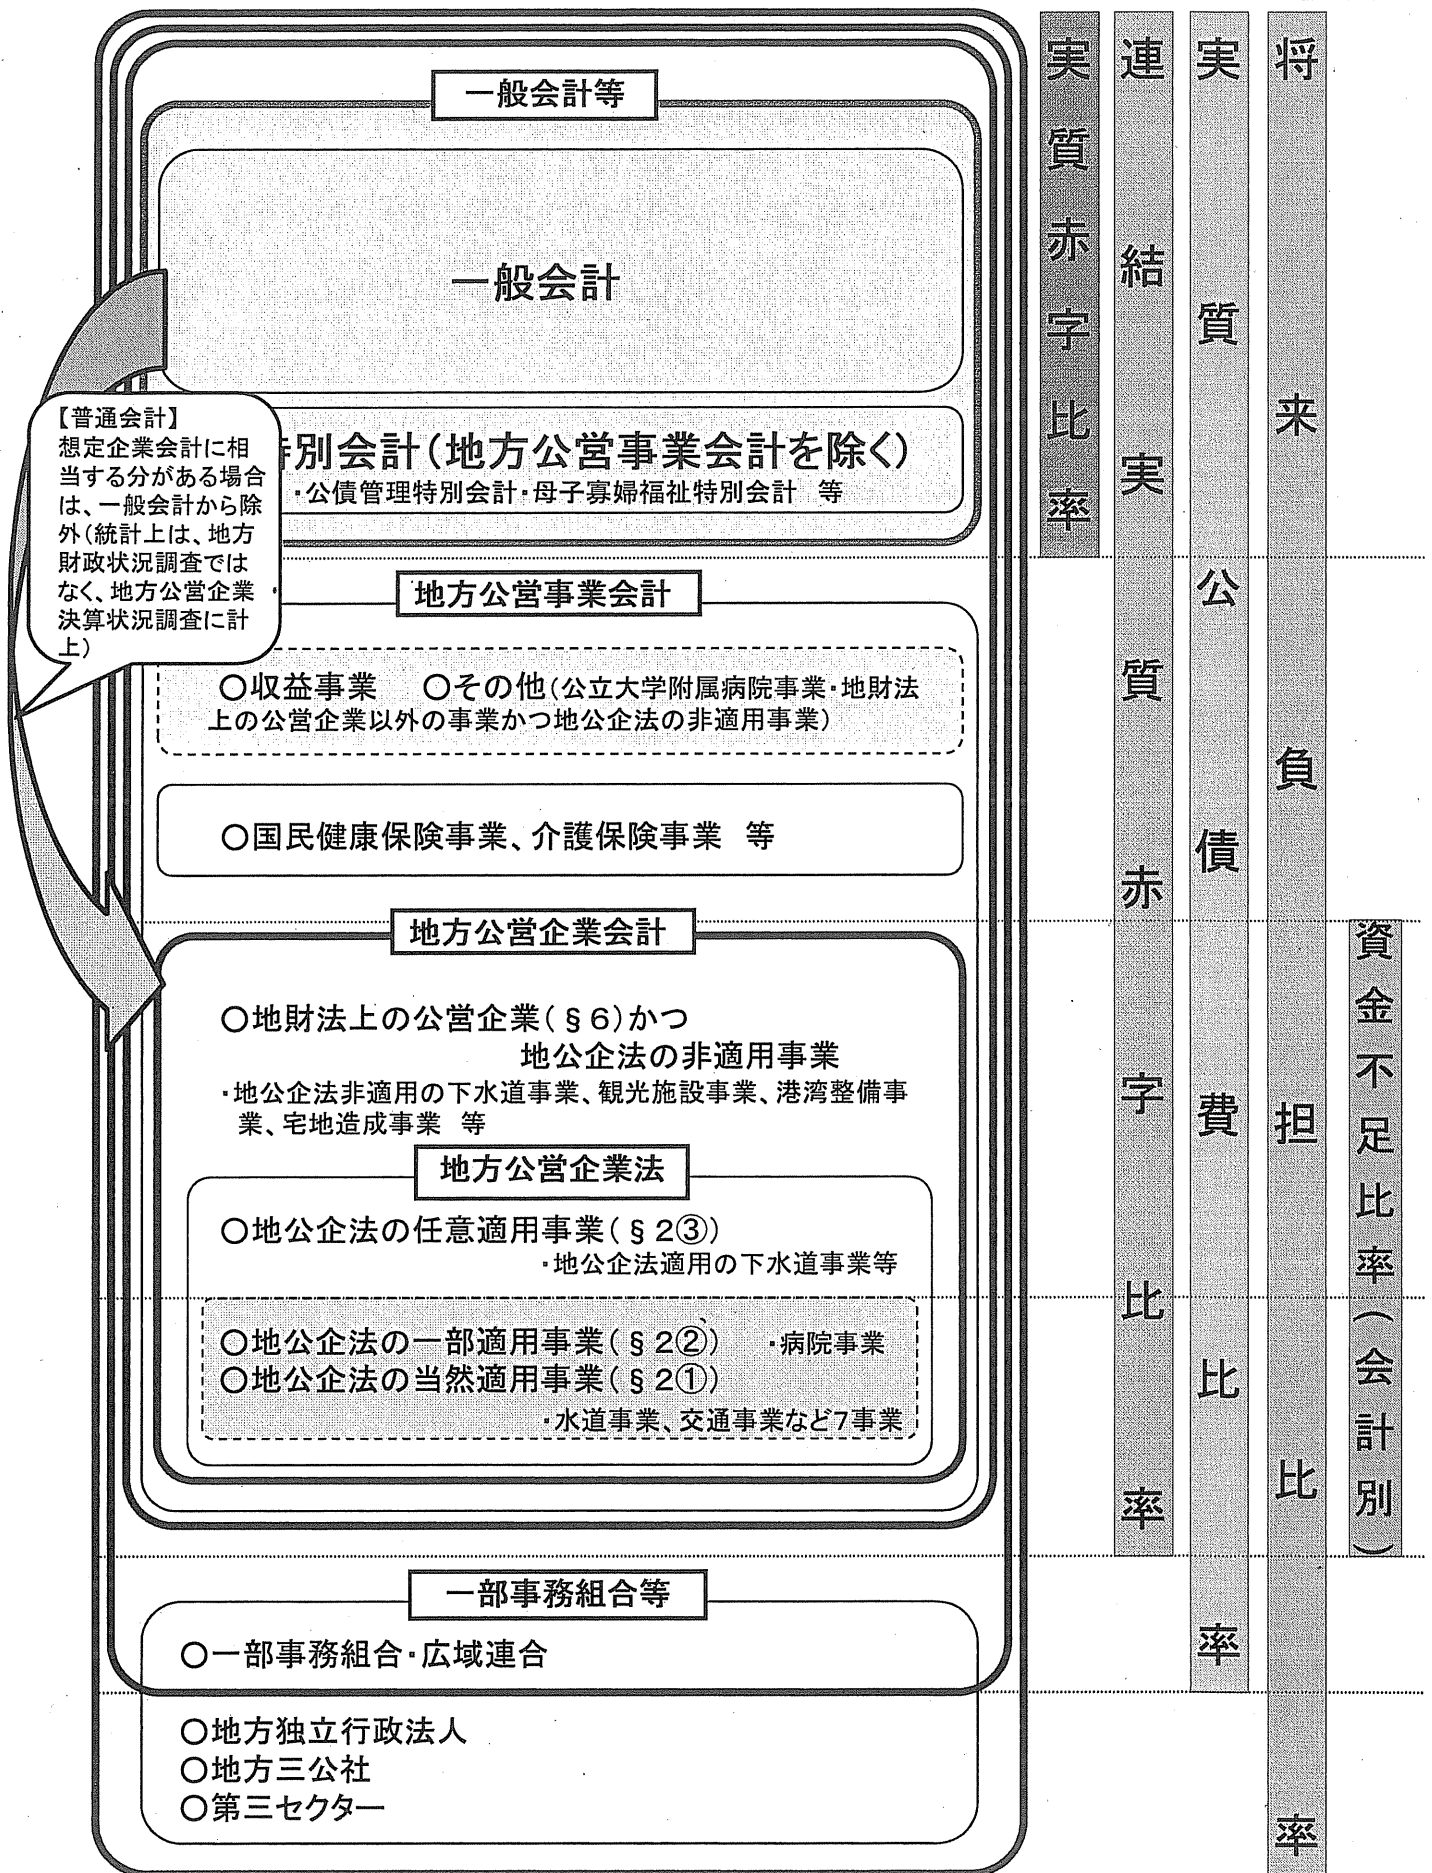 一般会計等
一般会計
別会計(地方公営事業会計を除く)
・公債管理特別会計・母子寡婦福祉特別会計 等
【普通会計】
想定企業会計に相
当する分がある場合
は、一般会計から除
外(統計上は、地方
財政状況調査では
なく、地方公営企業
決算状況調査に計
上)
地方公営事業会計
〇収益事業 〇その他(公立大学附属病院事業・地財法
上の公営企業以外の事業かつ地公企法の非適用事業)
〇国民健康保険事業、介護保険事業 等
地方公営企業会計
〇地財法上の公営企業(§6)かつ
地公企法の非適用事業
・地公企法非適用の下水道事業、観光施設事業、港湾整備事
業、宅地造成事業 等
地方公営企業法
〇地公企法の任意適用事業(§2③)
・地公企法適用の下水道事業等
〇地公企法の一部適用事業(§2②) ・病院事業
〇地公企法の当然適用事業(§2①)
・水道事業、交通事業など7事業
一部事務組合等
〇一部事務組合・広域連合
〇地方独立行政法人
〇地方三公社
〇第三セクター
実質赤字比率
連結実質赤字比率
実質公債費比率
将来負担比率
資金不足比率(会計別)